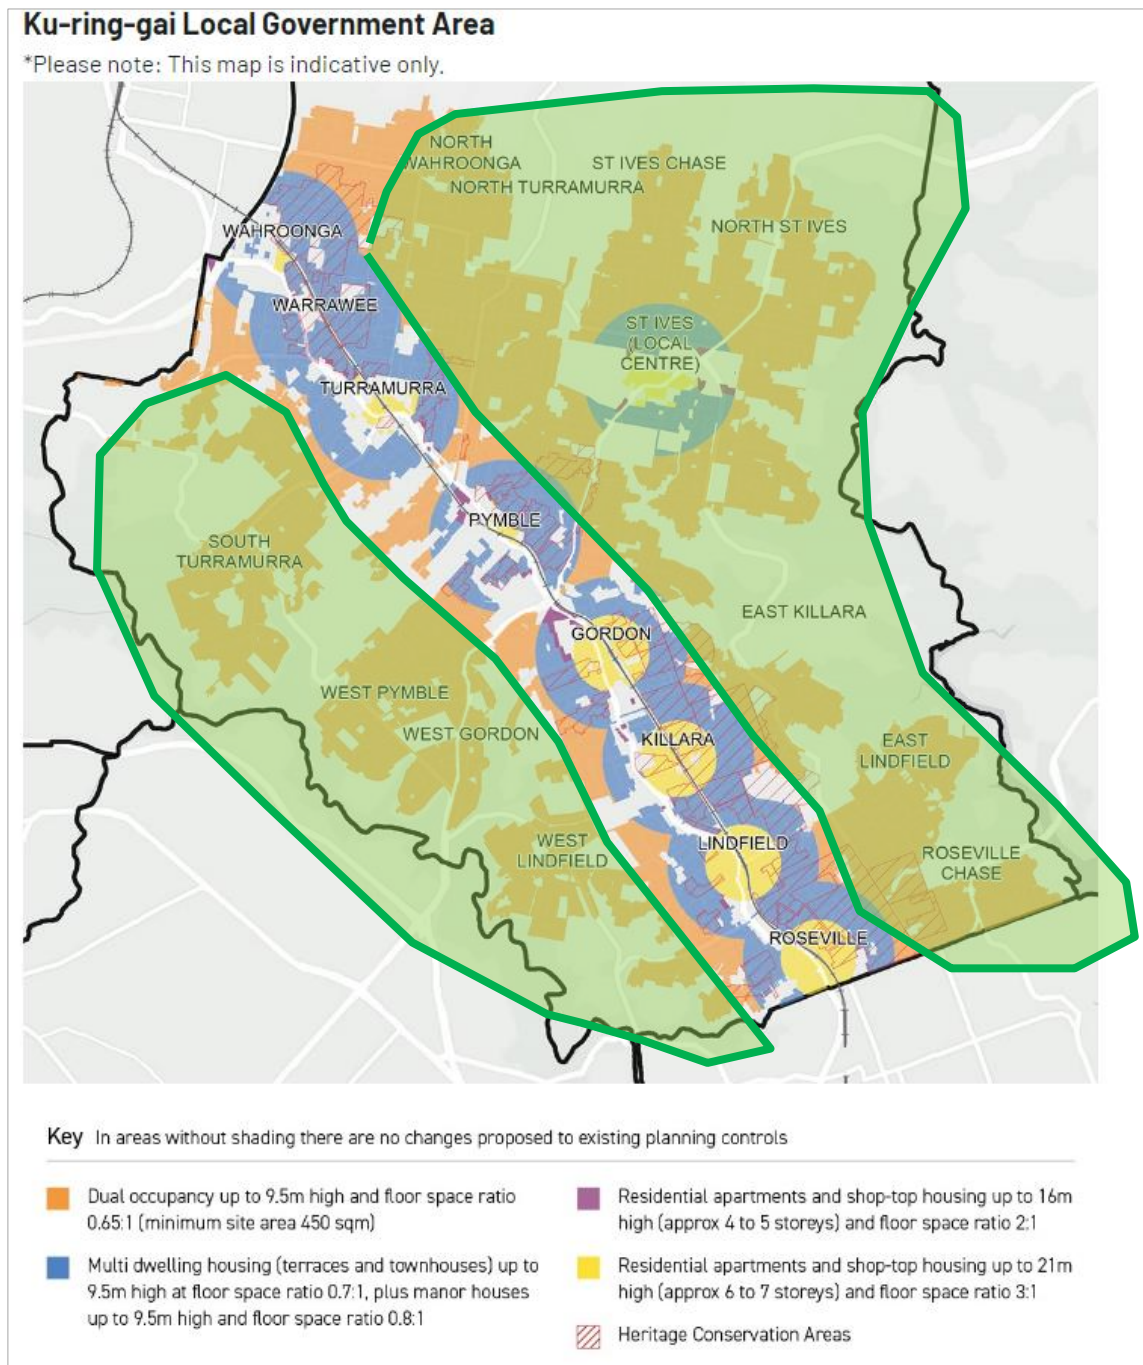 Ku-ring-gai Local Government Area
*Please note: This map is indicative only.
NORTH
WAHROONGA
ST IVES CHASE
NORTH TURRAMURRA
NORTH ST IVES
WAHROONGA
WARRAWEE
ST IVES
(LOCAL
CENTRE)
TURRAMURRA
PYMBLE
SOUTH
TURRAMURRA
EAST KILLARA
GORDON
WEST PYMBLE
WEST GORDON
KILLARA
EAST
LINDFIELD
WEST
LINDFIELD
LINDFIELD
ROSEVILLE
CHASE
ROSEVILLE
Key In areas without shading there are no changes proposed to existing planning controls
Dual occupancy up to 9.5m high and floor space ratio
0.65:1 (minimum site area 450 sqm)
Multi dwelling housing (terraces and townhouses) up to
9.5m high at floor space ratio 0.7:1, plus manor houses
up to 9.5m high and floor space ratio 0.8:1
Residential apartments and shop-top housing up to 16m
high (approx 4 to 5 storeys) and floor space ratio 2:1
Residential apartments and shop-top housing up to 21m
high (approx 6 to 7 storeys) and floor space ratio 3:1
Heritage Conservation Areas